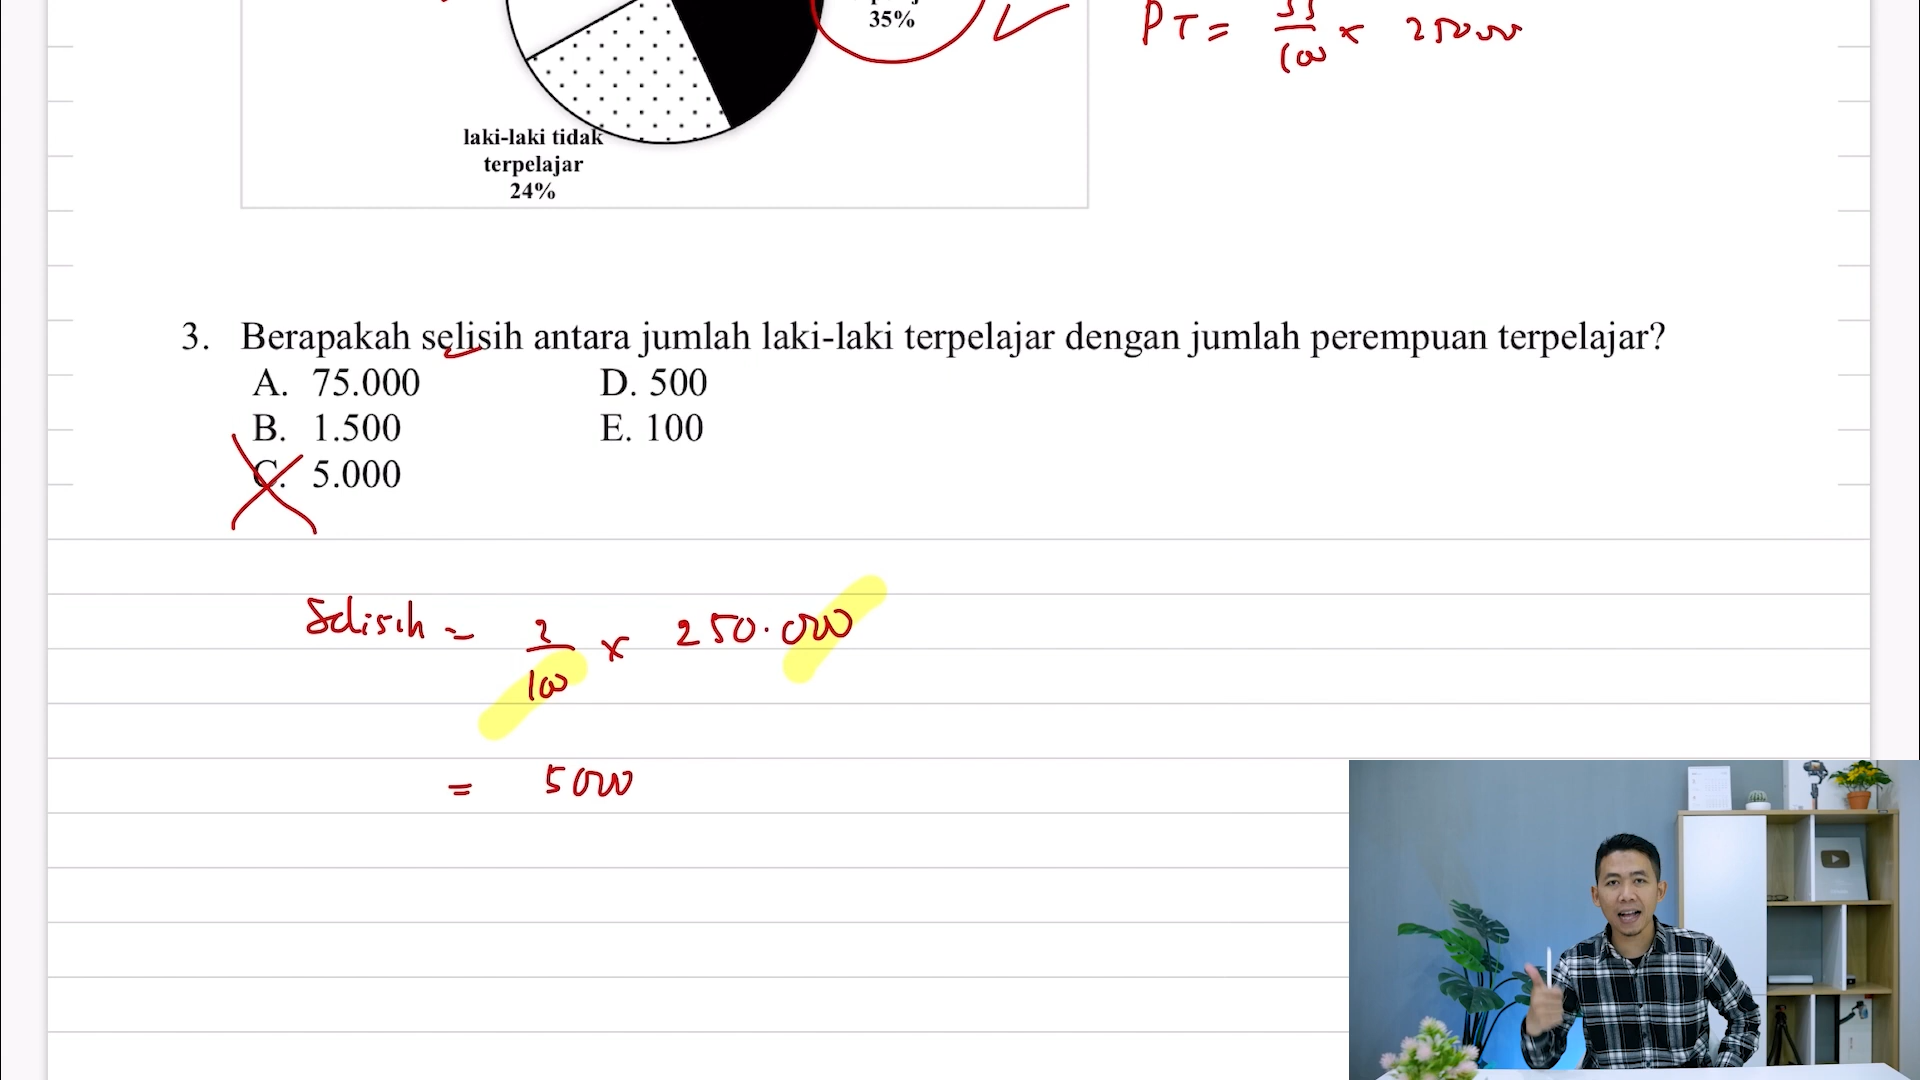 35%
PT = 35/100 x 250000
laki-laki tidak
terpelajar
24%
3. Berapakah selisih antara jumlah laki-laki terpelajar dengan jumlah perempuan terpelajar?
A. 75.000
D. 500
B. 1.500
E. 100
C. 5.000
Selisih = 2/100 x 250.000
= 5000